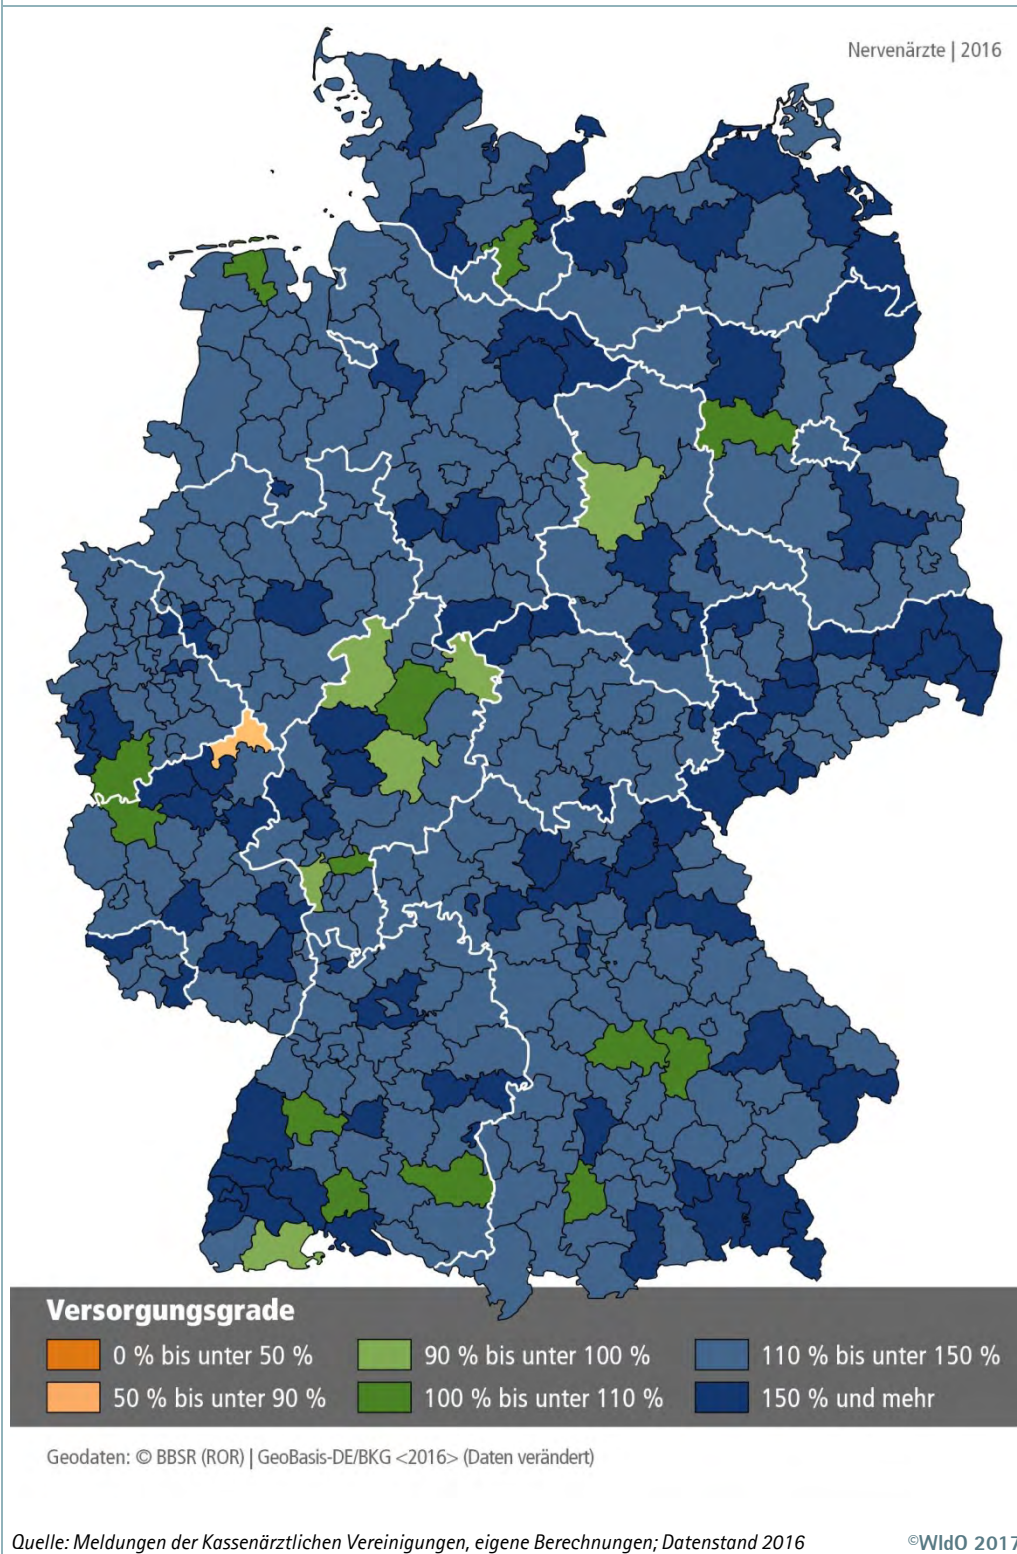 Nervenärzte | 2016
Versorgungsgrade
0 % bis unter 50 %
90 % bis unter 100 %
110 % bis unter 150 %
50 % bis unter 90 %
100 % bis unter 110 %
150 % und mehr
Geodaten: © BBSR (ROR) | GeoBasis-DE/BKG <2016> (Daten verändert)
Quelle: Meldungen der Kassenärztlichen Vereinigungen, eigene Berechnungen; Datenstand 2016
©WIdO 2017